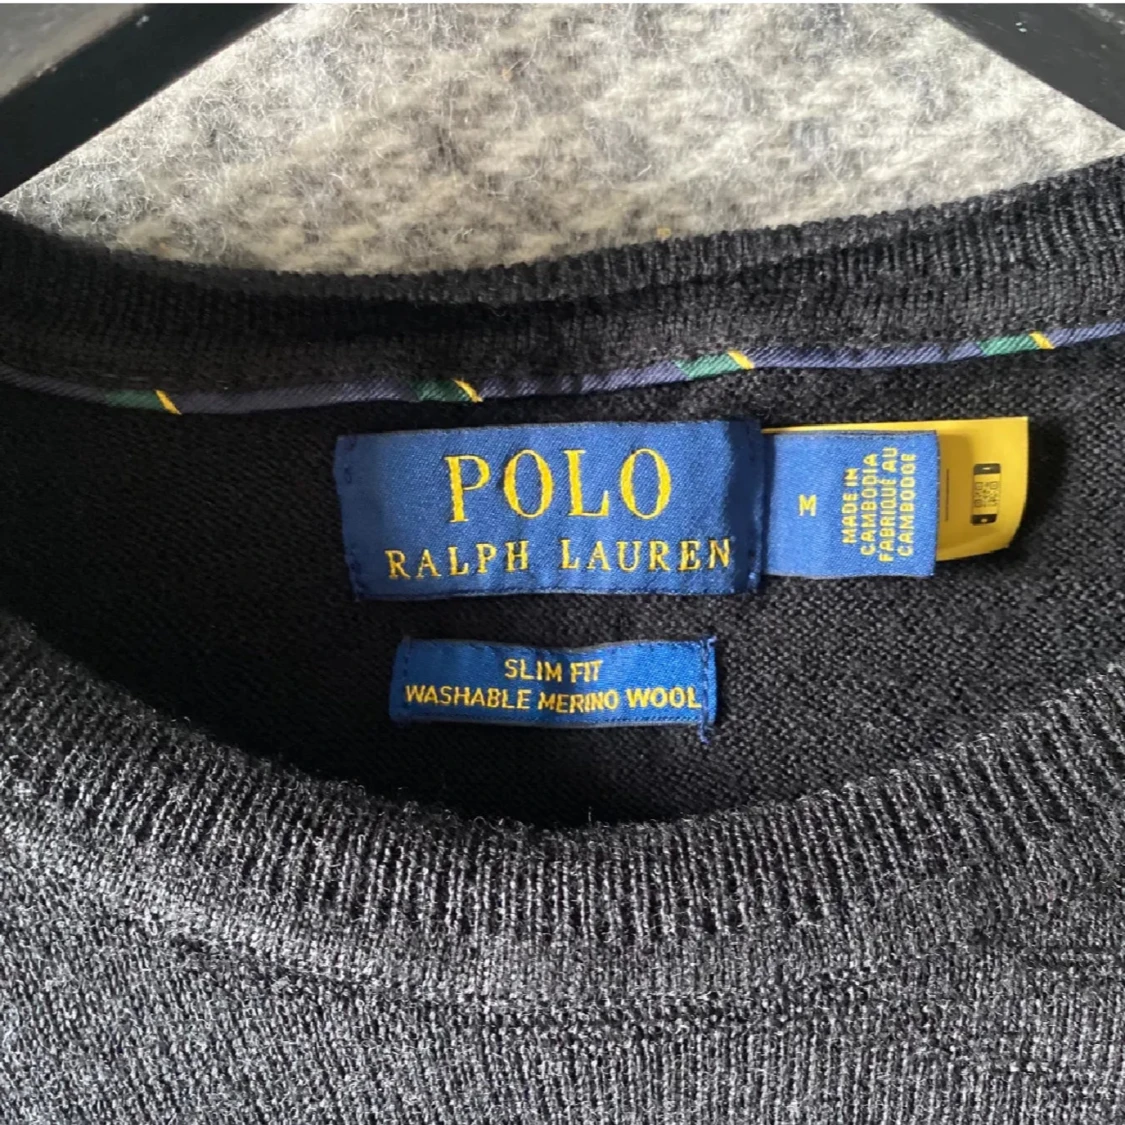 POLO
RALPH LAUREN
M
MADE IN
CAMBODIA
FABRIQUÉ AU
CAMBODGE
SLIM FIT
WASHABLE MERINO WOOL